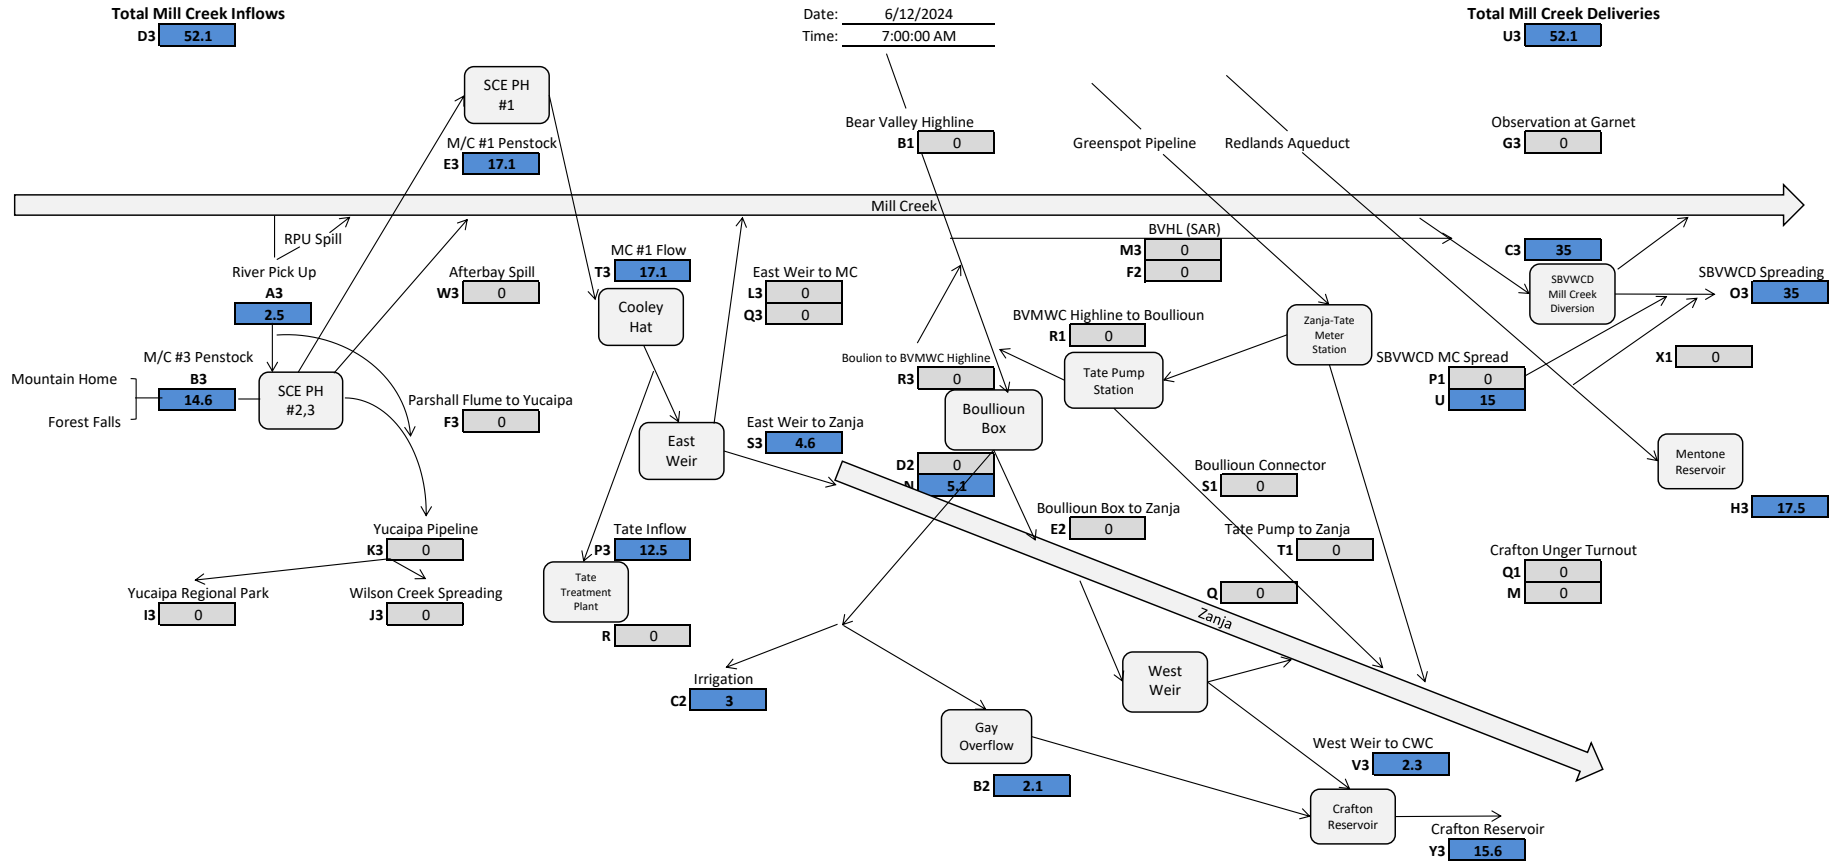 Total Mill Creek Inflows
D3 52.1
Date: 6/12/2024
Time: 7:00:00 AM
Total Mill Creek Deliveries
U3 52.1
SCE PH
#1
M/C #1 Penstock
E3 17.1
Bear Valley Highline
B1 0
Greenspot Pipeline
Redlands Aqueduct
Observation at Garnet
G3 0
Mill Creek
RPU Spill
River Pick Up
A3
2.5
Afterbay Spill
W3 0
MC #1 Flow
T3 17.1
Cooley
Hat
East Weir to MC
L3 0
Q3 0
BVHL (SAR)
M3 0
F2 0
C3 35
SBVWCD
Mill Creek
Diversion
SBVWCD Spreading
O3 35
BVMWC Highline to Boullioun
R1 0
Zanja-Tate
Meter
Station
M/C #3 Penstock
B3
14.6
Mountain Home
Forest Falls
SCE PH
#2,3
Parshall Flume to Yucaipa
F3 0
Boulion to BVMWC Highline
R3 0
Tate Pump
Station
SBVWCD MC Spread
P1 0
U 15
X1 0
Boullioun
Box
East
Weir
East Weir to Zanja
S3 4.6
D2 0
N 5.1
Boullioun Connector
S1 0
Mentone
Reservoir
H3 17.5
Boullioun Box to Zanja
E2 0
Yucaipa Pipeline
K3 0
Tate Inflow
P3 12.5
Tate Pump to Zanja
T1 0
Crafton Unger Turnout
Q1 0
M 0
Tate
Treatment
Plant
R 0
Yucaipa Regional Park
I3 0
Wilson Creek Spreading
J3 0
Q 0
Zanja
Irrigation
C2 3
West
Weir
Gay
Overflow
B2 2.1
West Weir to CWC
V3 2.3
Crafton
Reservoir
Crafton Reservoir
Y3 15.6